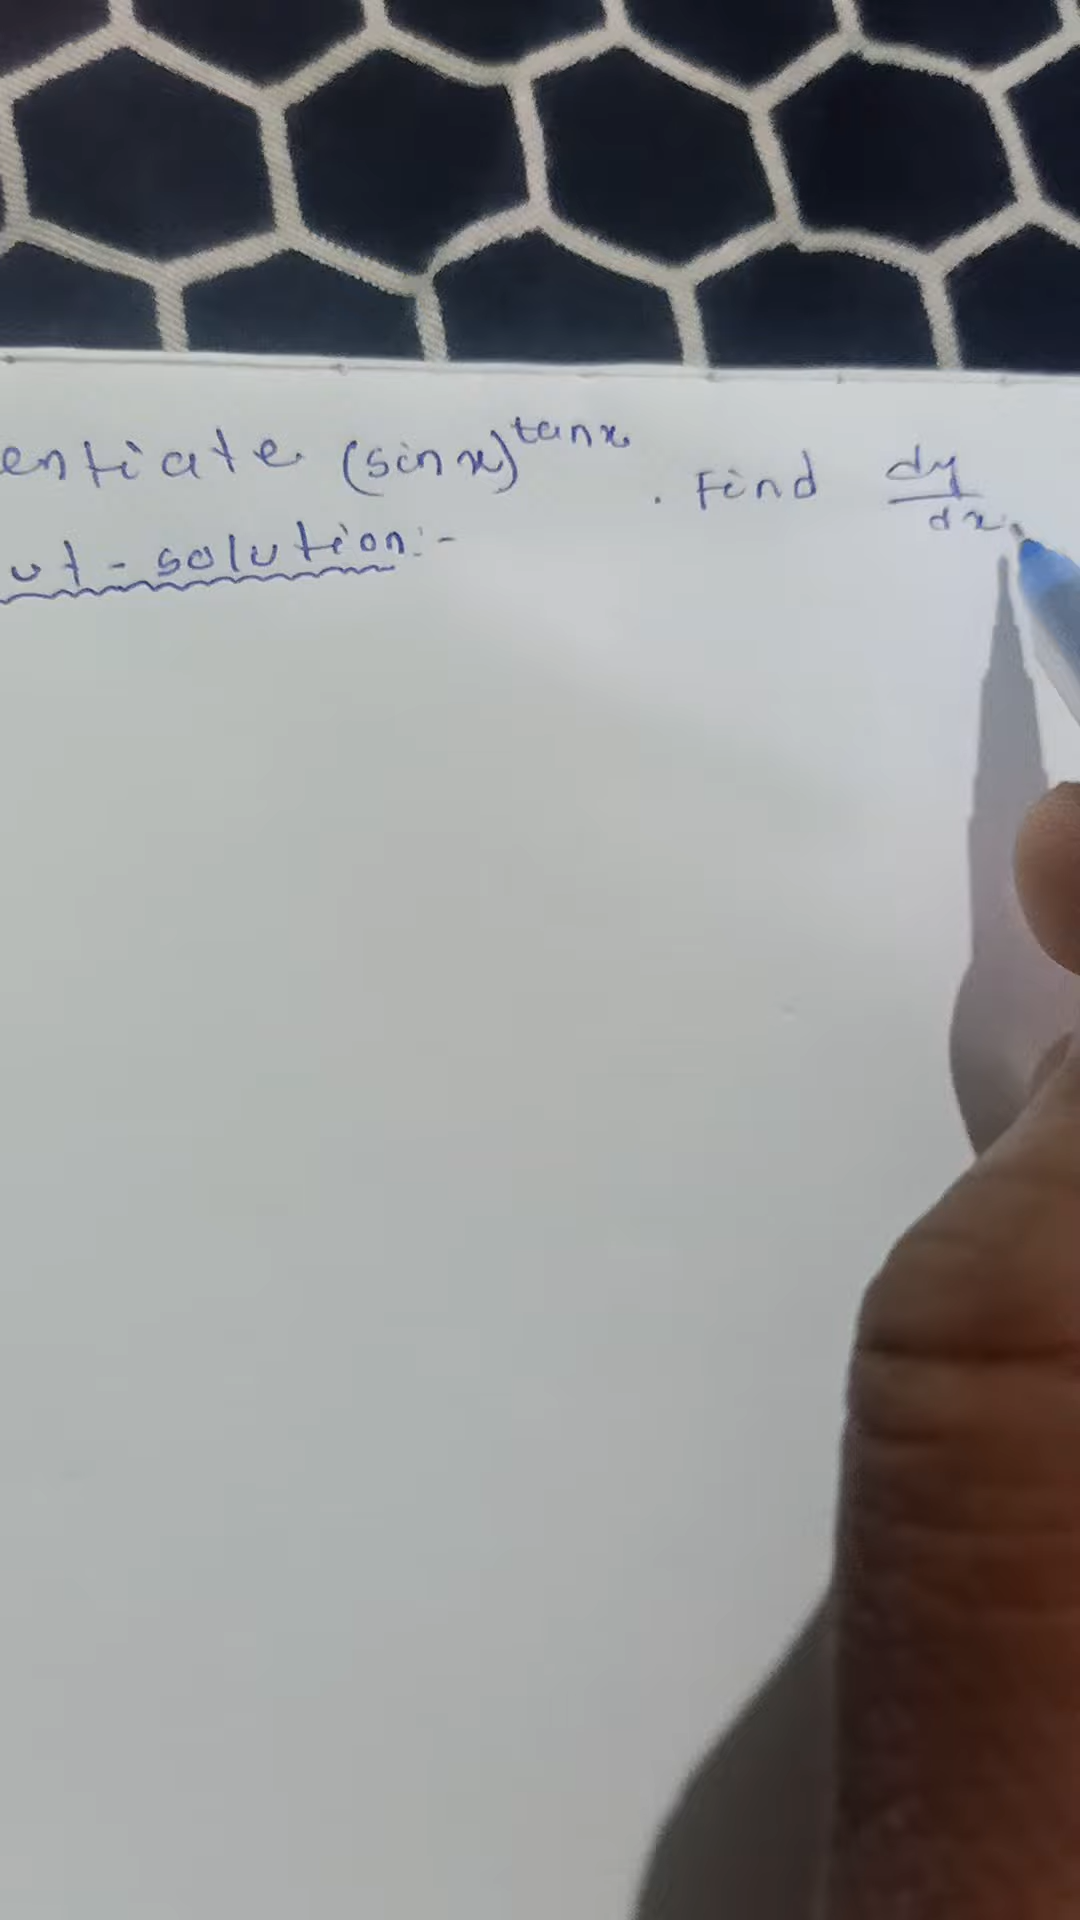 entiate (sin x)^tan x . Find dy/dx.
ut - solution :-